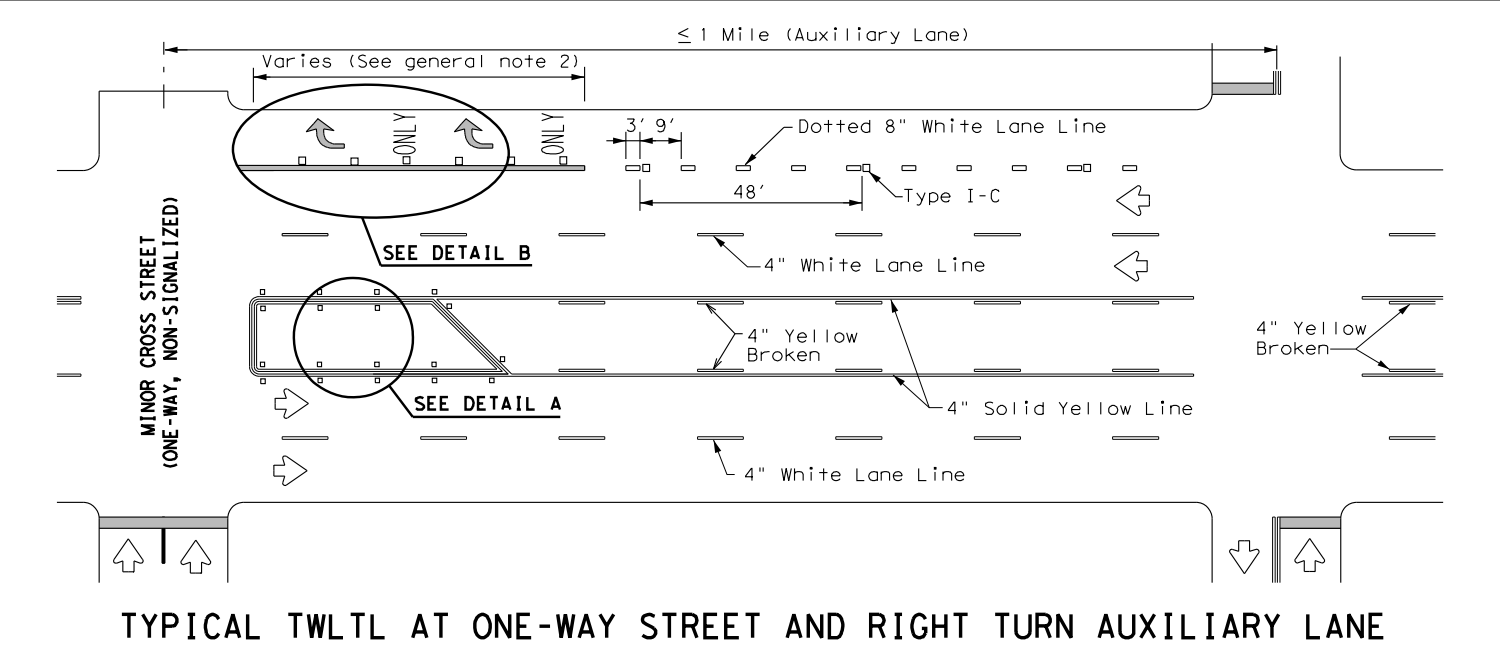 ≤ 1 Mile (Auxiliary Lane)
Varies (See general note 2)
ONLY
ONLY
3' 9'
Dotted 8" White Lane Line
48'
Type I-C
SEE DETAIL B
4" White Lane Line
MINOR CROSS STREET
(ONE-WAY, NON-SIGNALIZED)
4" Yellow
Broken
4" Yellow
Broken
SEE DETAIL A
4" Solid Yellow Line
4" White Lane Line
TYPICAL TWLTL AT ONE-WAY STREET AND RIGHT TURN AUXILIARY LANE